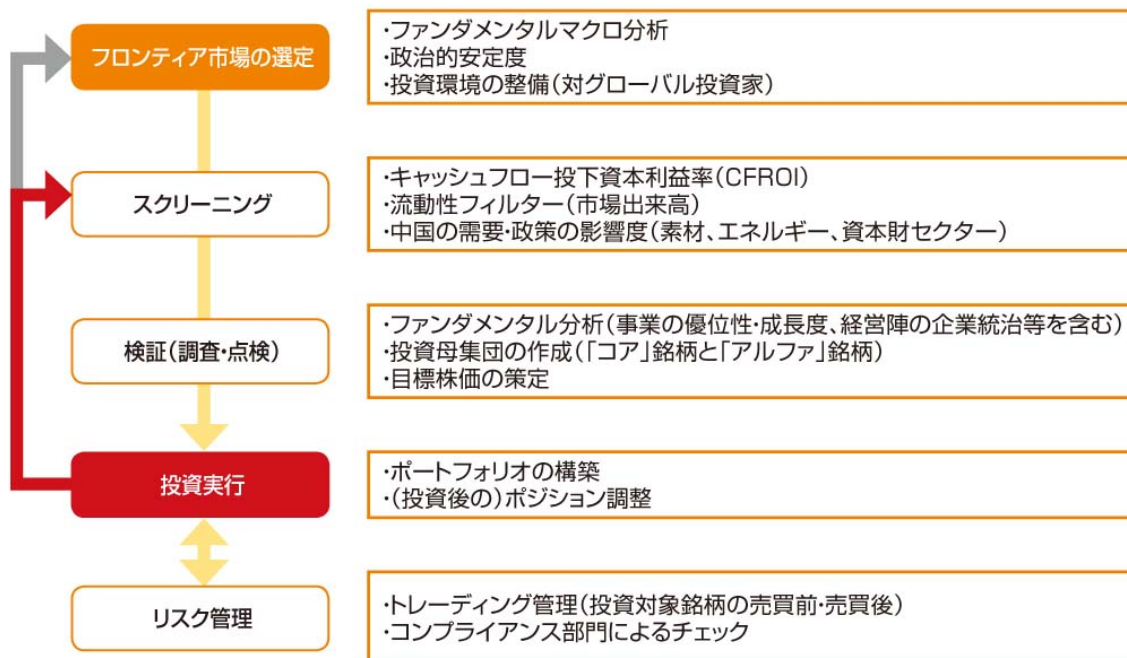 フロンティア市場の選定
・ファンダメンタルマクロ分析
・政治的安定度
・投資環境の整備(対グローバル投資家)
スクリーニング
・キャッシュフロー投下資本利益率(CFROI)
・流動性フィルター(市場出来高)
・中国の需要・政策の影響度(素材、エネルギー、資本財セクター)
検証(調査・点検)
・ファンダメンタル分析(事業の優位性・成長度、経営陣の企業統治等を含む)
・投資母集団の作成(「コア」銘柄と「アルファ」銘柄)
・目標株価の策定
投資実行
・ポートフォリオの構築
・(投資後の)ポジション調整
リスク管理
・トレーディング管理(投資対象銘柄の売買前・売買後)
・コンプライアンス部門によるチェック